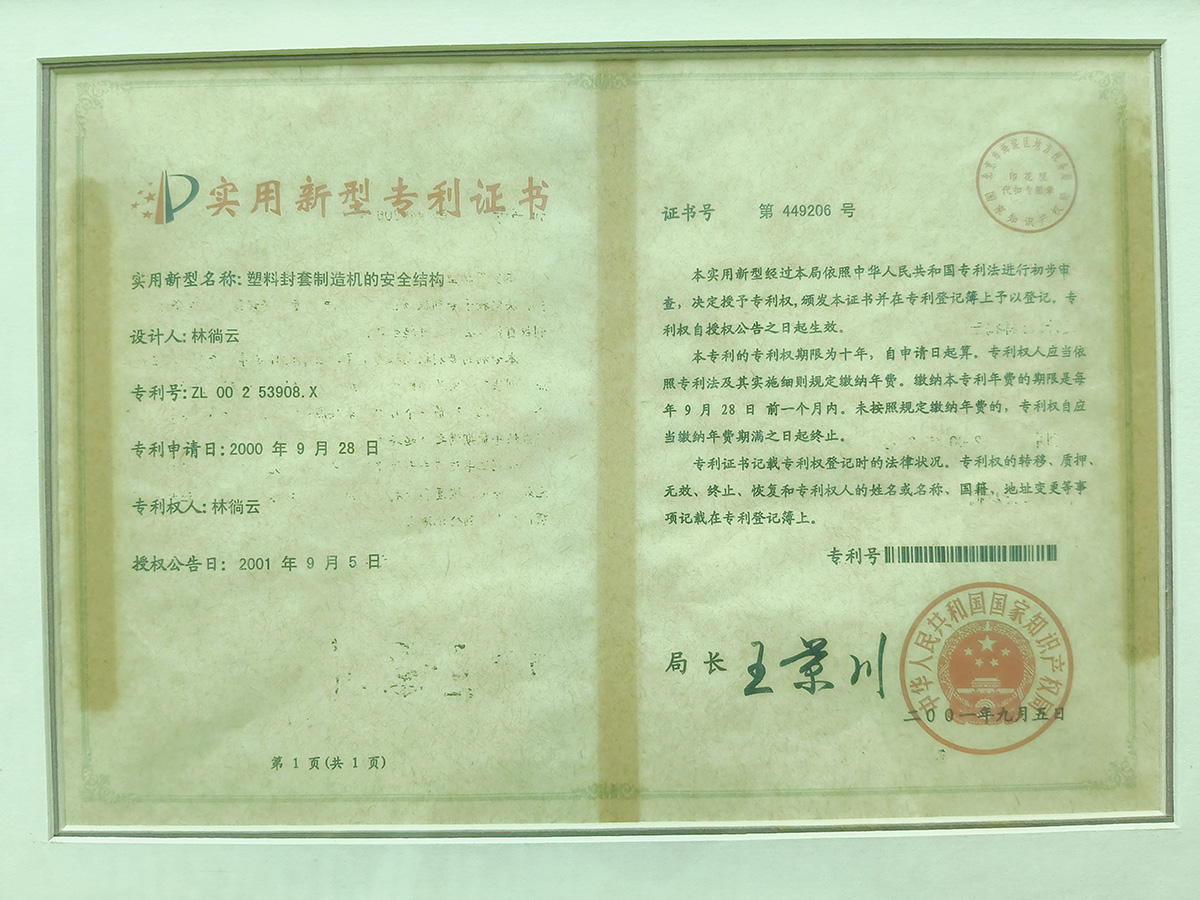 实用新型专利证书
实用新型名称: 塑料封套制造机的安全结构
设计人: 林徜云
专利号: ZL 00 2 53908.X
专利申请日: 2000 年 9 月 28 日
专利权人: 林徜云
授权公告日: 2001 年 9 月 5 日
第 1 页(共 1 页)
印花税
代扣专用章
国家知识产权局
证书号 第 449206 号
本实用新型经过本局依照中华人民共和国专利法进行初步审
查，决定授予专利权,颁发本证书并在专利登记簿上予以登记。专
利权自授权公告之日起生效。
本专利的专利权期限为十年，自申请日起算。专利权人应当依
照专利法及其实施细则规定缴纳年费。缴纳本专利年费的期限是每
年 9 月 28 日 前一个月内。未按照规定缴纳年费的，专利权自应
当缴纳年费期满之日起终止。
专利证书记载专利权登记时的法律状况。专利权的转移、质押、
无效、终止、恢复和专利权人的姓名或名称、国籍、地址变更等事
项记载在专利登记簿上。
专利号
中华人民共和国国家知识产权局
局 长 王景川
二00一年九月五日